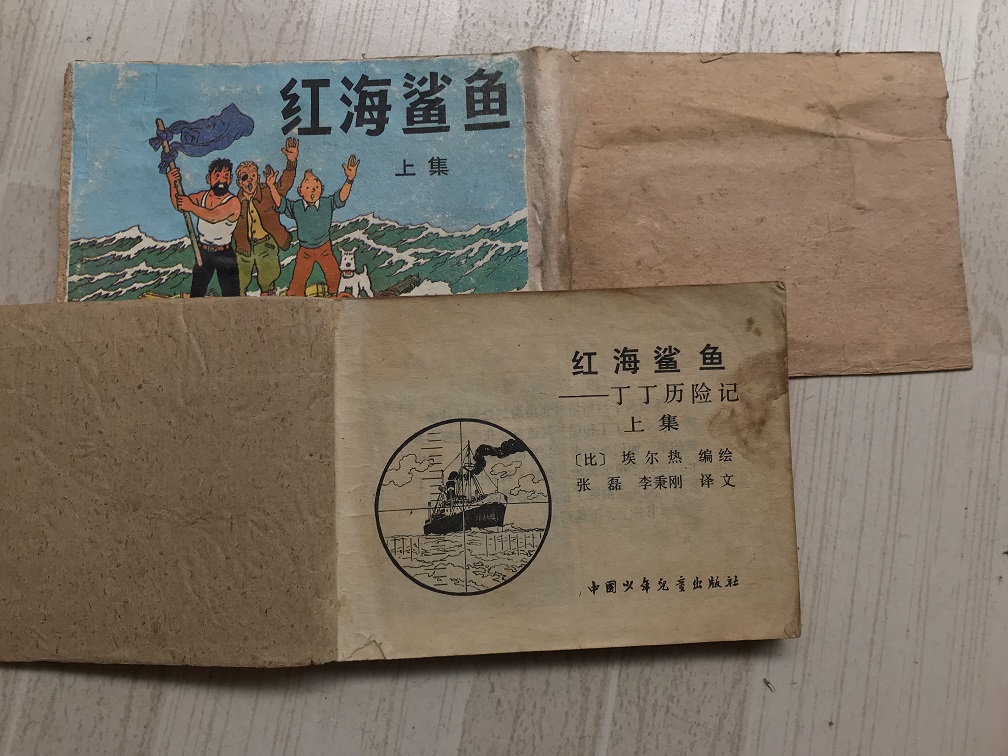 红海鲨鱼
上集
红海鲨鱼
——丁丁历险记
上集
〔比〕埃尔热 编绘
张磊 李秉刚 译文
中国少年儿童出版社